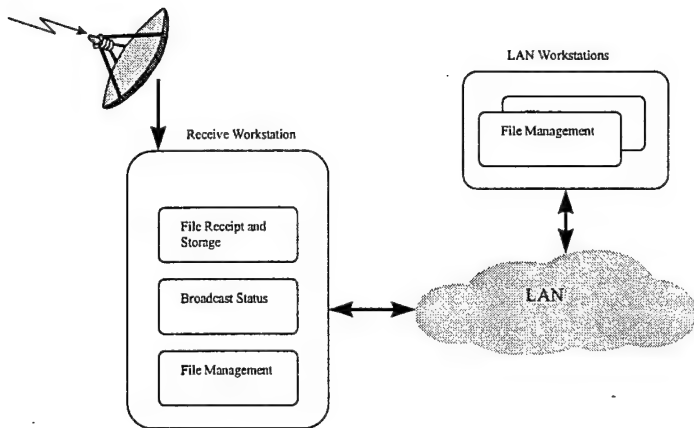 LAN Workstations
File Management
Receive Workstation
File Receipt and
Storage
Broadcast Status
LAN
File Management